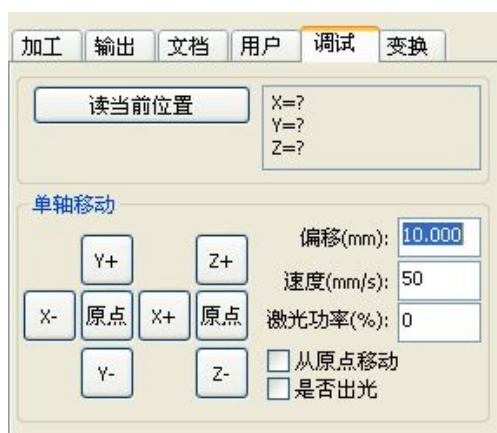 加工 输出 文档 用户 调试 变换
读当前位置
X=?
Y=?
Z=?
单轴移动
偏移(mm): 10.000
Y+ Z+
速度(mm/s): 50
X- 原点 X+ 原点 激光功率(%): 0
Y- Z- 从原点移动
是否出光